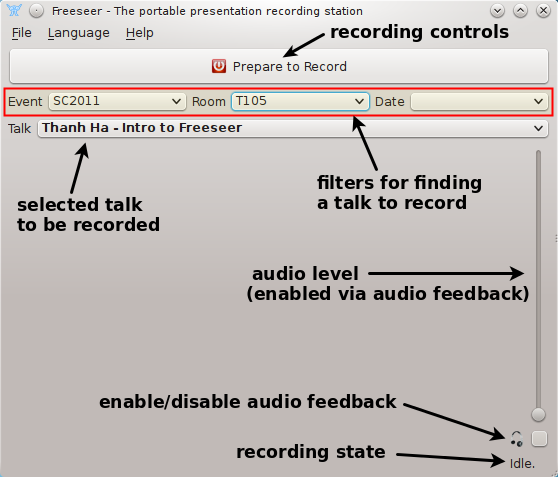 Freeseer - The portable presentation recording station
File Language Help
recording controls
Prepare to Record
Event SC2011 Room T105 Date
Talk Thanh Ha - Intro to Freeseer
selected talk
to be recorded
filters for finding
a talk to record
audio level
(enabled via audio feedback)
enable/disable audio feedback
recording state
Idle.